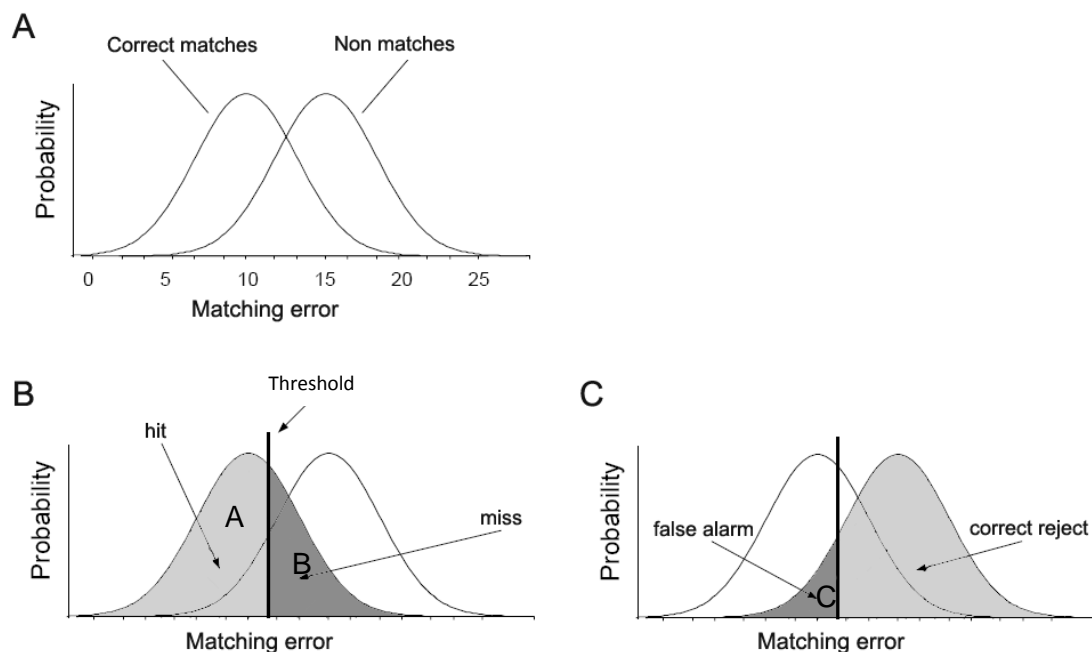 A
Correct matches
Non matches
Probability
0 5 10 15 20 25
Matching error
B
Threshold
hit
A
B
miss
Probability
Matching error
C
false alarm
C
correct reject
Probability
Matching error